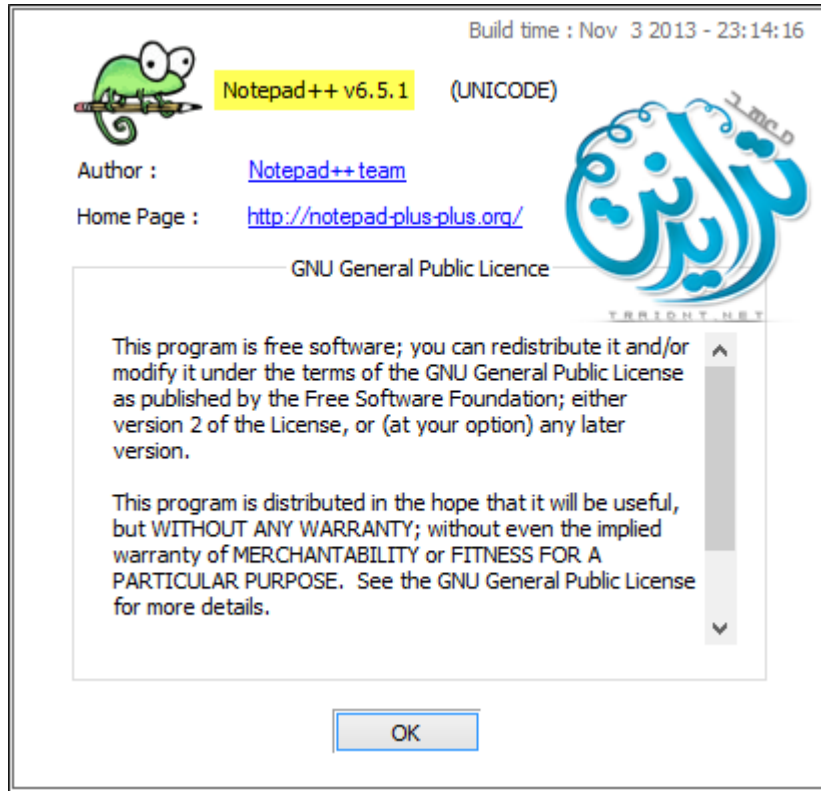 Build time : Nov 3 2013 - 23:14:16
Notepad++ v6.5.1 (UNICODE)
Author : Notepad++ team
Home Page : http://notepad-plus-plus.org/
ترايدنت
TRAIDNT.NET
GNU General Public Licence
This program is free software; you can redistribute it and/or
modify it under the terms of the GNU General Public License
as published by the Free Software Foundation; either
version 2 of the License, or (at your option) any later
version.
This program is distributed in the hope that it will be useful,
but WITHOUT ANY WARRANTY; without even the implied
warranty of MERCHANTABILITY or FITNESS FOR A
PARTICULAR PURPOSE. See the GNU General Public License
for more details.
OK